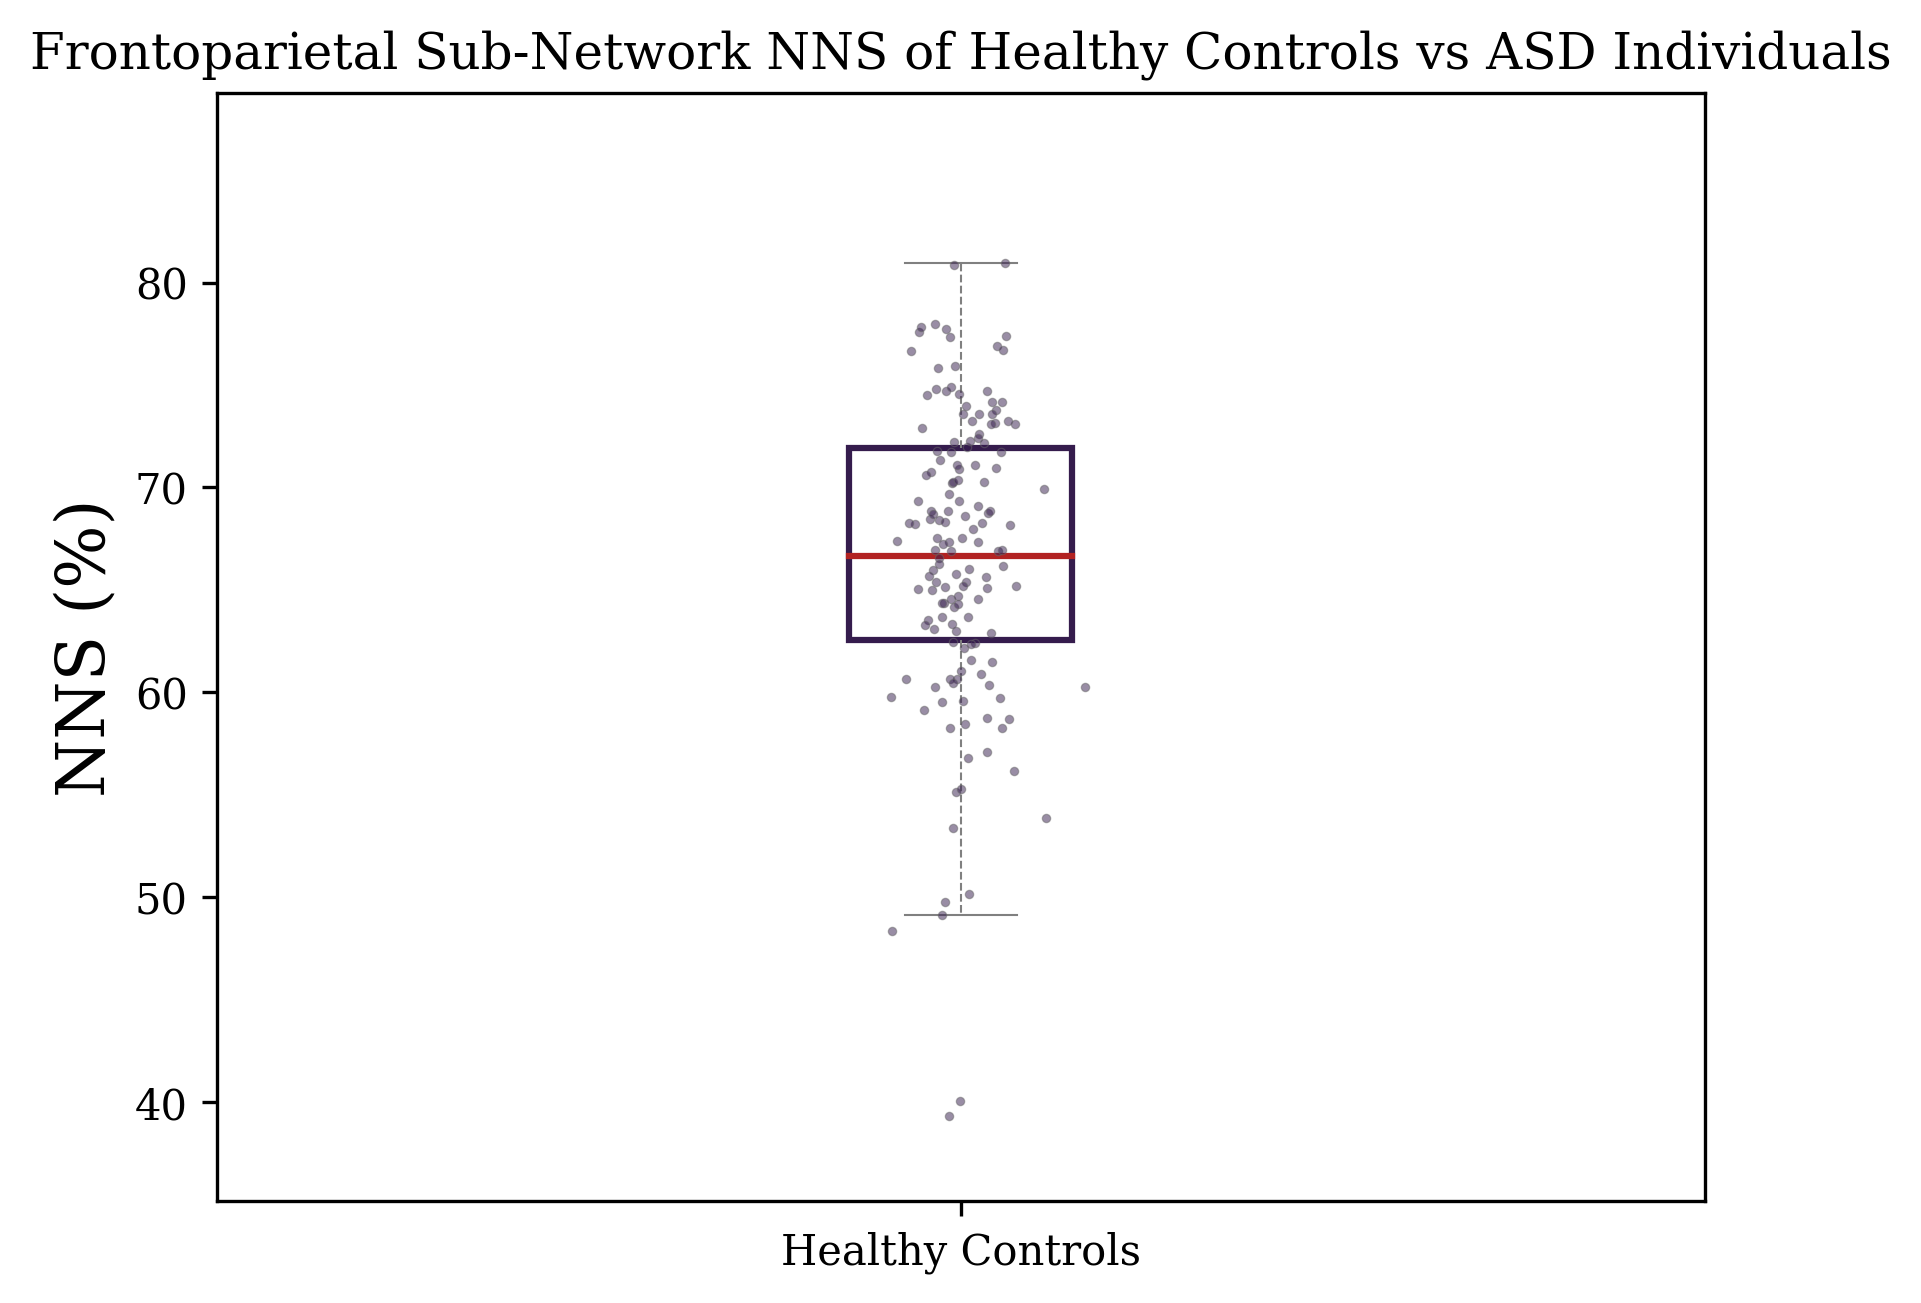 Frontoparietal Sub-Network NNS of Healthy Controls vs ASD Individuals
NNS (%)
80
70
60
50
40
Healthy Controls